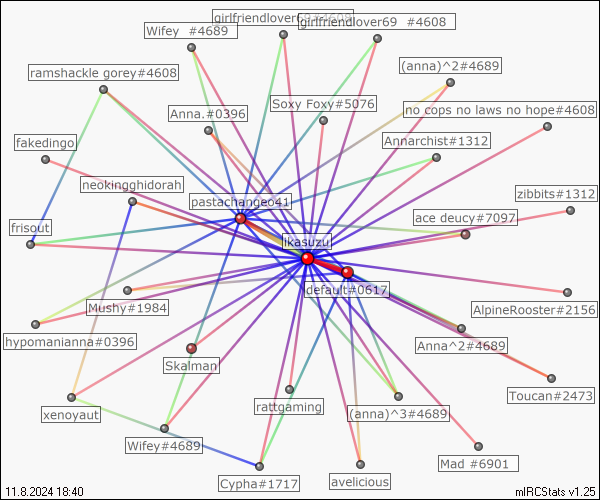 girlfriendlover69 #4608
Wifey #4689
girlfriendlover69 #4608
(anna)^2#4689
ramshackle gorey#4608
Soxy Foxy#5076
no cops no laws no hope#4608
Anna.#0396
Annarchist#1312
fakedingo
neokingghidorah
zibbits#1312
pastachangeo41
ace deucy#7097
frisout
ikasuzu
default#0617
Mushy#1984
AlpineRooster#2156
hypomanianna#0396
Anna^2#4689
Skalman
Toucan#2473
rattgaming
(anna)^3#4689
xenoyaut
Wifey#4689
Mad #6901
Cypha#1717
avelicious
11.8.2024 18:40
mIRCStats v1.25